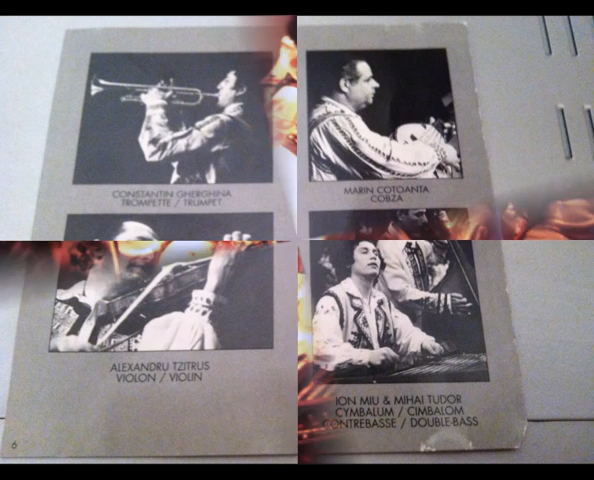 CONSTANTIN GHERGHINA
TROMPETTE / TRUMPET
MARIN COTOANTA
COBZA
ALEXANDRU TZITRUS
VIOLON / VIOLIN
ION MIU & MIHAI TUDOR
CYMBALUM / CIMBALOM
CONTREBASSE / DOUBLE-BASS
6